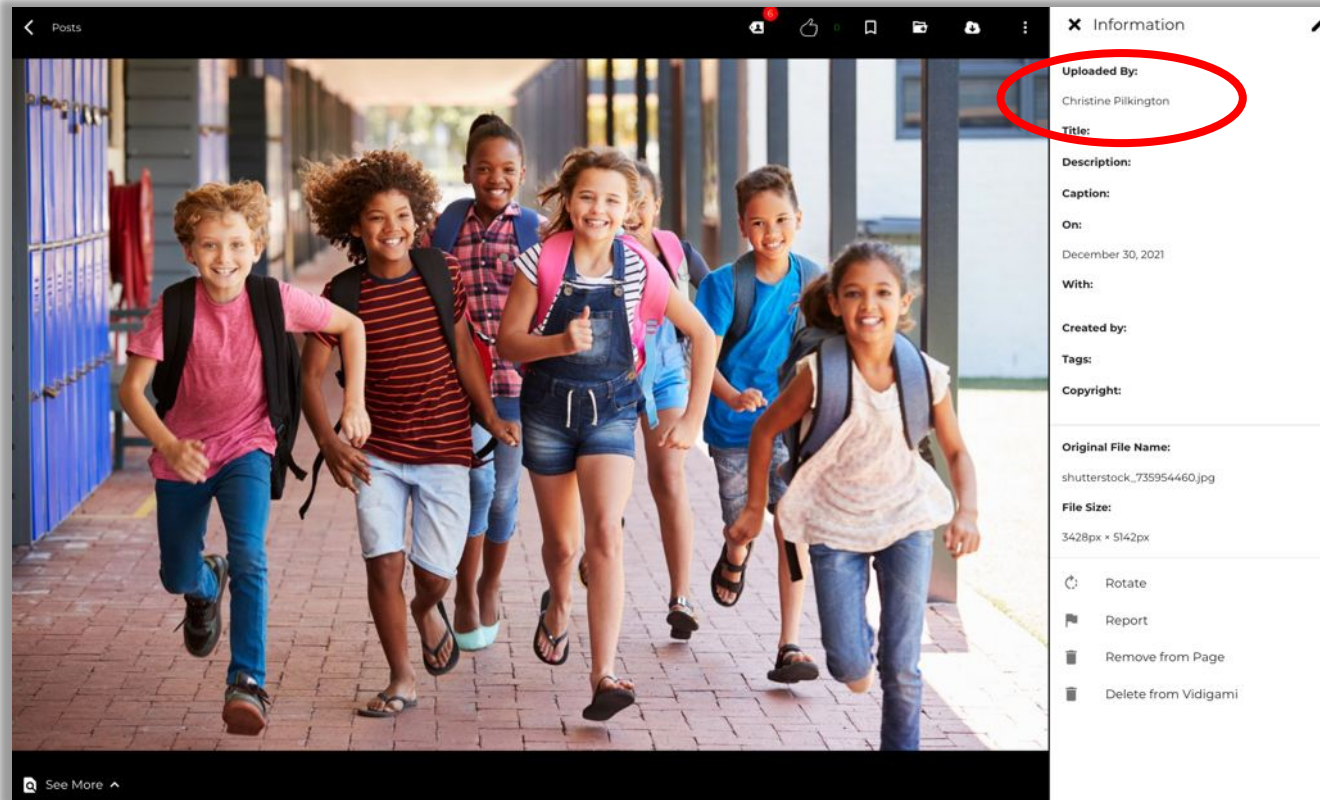 Posts
6
0
Information
Uploaded By:
Christine Pilkington
Title:
Description:
Caption:
On:
December 30, 2021
With:
Created by:
Tags:
Copyright:
Original File Name:
shutterstock_735954460.jpg
File Size:
3428px × 5142px
Rotate
Report
Remove from Page
Delete from Vidigami
See More